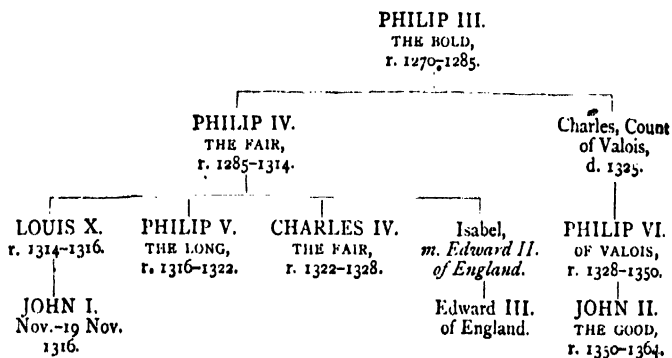 PHILIP III.
THE BOLD,
r. 1270-1285.
PHILIP IV.
THE FAIR,
r. 1285-1314.
Charles, Count
of Valois,
d. 1325.
LOUIS X.
r. 1314-1316.
PHILIP V.
THE LONG,
r. 1316-1322.
CHARLES IV.
THE FAIR,
r. 1322-1328.
Isabel,
m. Edward II.
of England.
PHILIP VI.
OF VALOIS,
r. 1328-1350.
JOHN I.
Nov.-19 Nov.
1316.
Edward III.
of England.
JOHN II.
THE GOOD,
r. 1350-1364.